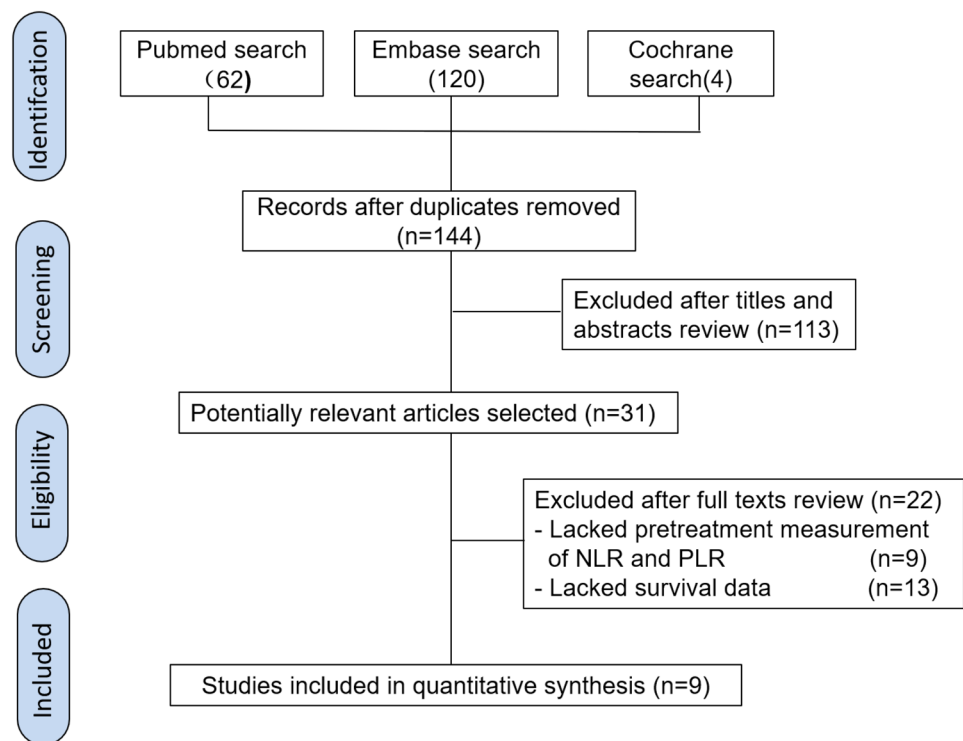 Identifcation
Pubmed search
（62)
Embase search
(120)
Cochrane
search(4)
Records after duplicates removed
(n=144)
Screening
Excluded after titles and
abstracts review (n=113)
Potentially relevant articles selected (n=31)
Eligibility
Excluded after full texts review (n=22)
- Lacked pretreatment measurement
of NLR and PLR (n=9)
- Lacked survival data (n=13)
Included
Studies included in quantitative synthesis (n=9)